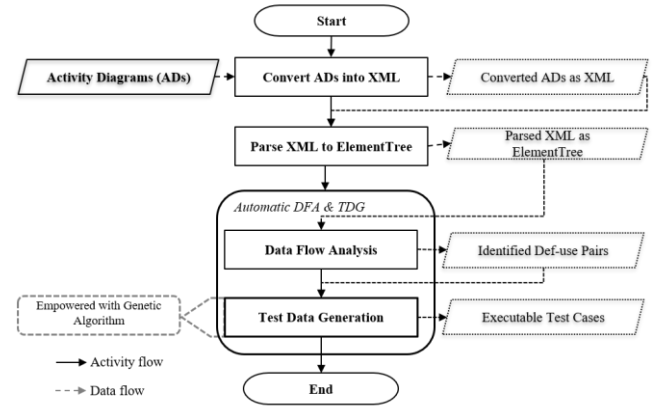 Start
Activity Diagrams (ADs)
Convert ADs into XML
Converted ADs as XML
Parse XML to ElementTree
Parsed XML as
ElementTree
Automatic DFA & TDG
Data Flow Analysis
Identified Def-use Pairs
Empowered with Genetic
Algorithm
Test Data Generation
Executable Test Cases
Activity flow
Data flow
End